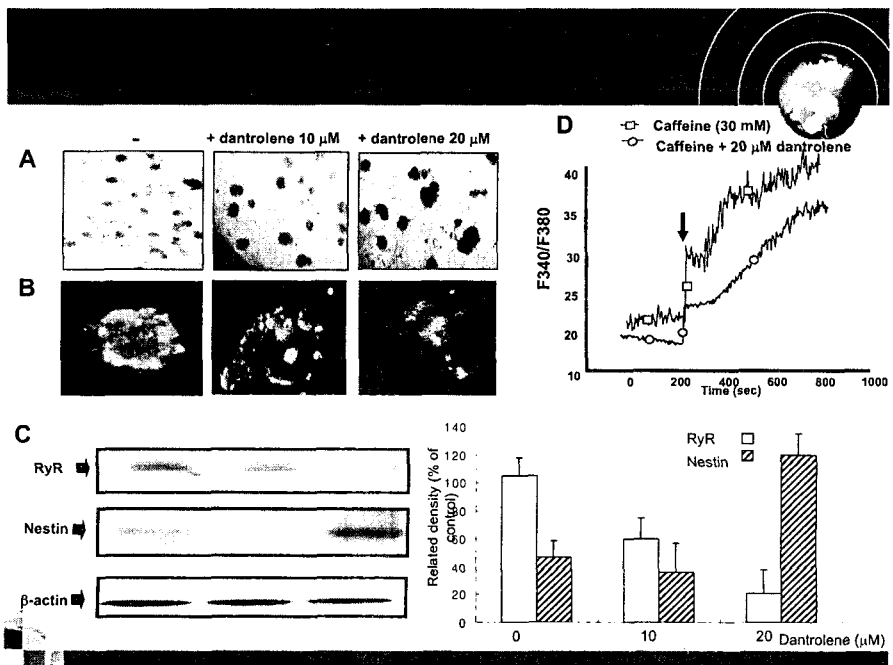 - + dantrolene 10 μM + dantrolene 20 μM
A
B
C
RyR
Nestin
β-actin
D
Caffeine (30 mM)
Caffeine + 20 μM dantrolene
F340/F380
40
35
30
25
20
10
0 200 400 600 800 1000
Time (sec)
Related density (% of
control)
140
120
100
80
60
40
20
0
RyR
Nestin
0 10 20 Dantrolene (μM)